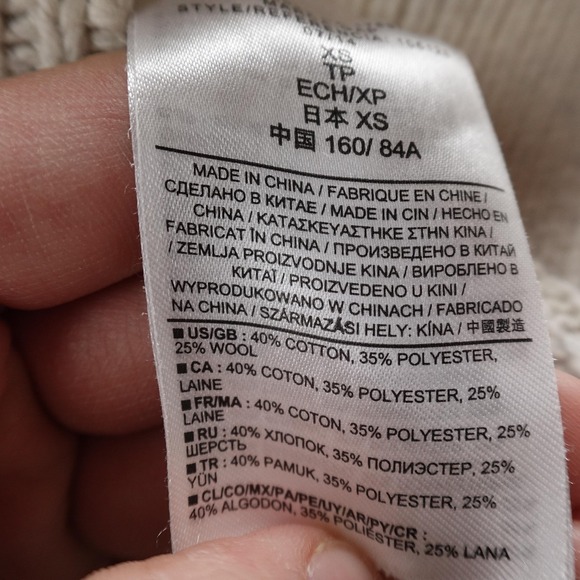 STYLE/REFERENCIA
XS
TP
ECH/XP
日本 XS
中国 160/ 84A
MADE IN CHINA / FABRIQUE EN CHINE /
СДЕЛАНО В КИТАЕ / MADE IN CIN / HECHO EN
CHINA / ΚΑΤΑΣΚΕΥΑΣΤΗΚΕ ΣΤΗΝ ΚΙΝΑ /
FABRICAT ÎN CHINA / ПРОИЗВЕДЕНО В КИТАЙ
/ ZEMLJA PROIZVODNJE KINA / ВИРОБЛЕНО В
КИТАЇ / PROIZVEDENO U KINI /
WYPRODUKOWANO W CHINACH / FABRICADO
NA CHINA / SZÁRMAZÁSI HELY: KÍNA / 中國製造
■ US/GB : 40% COTTON, 35% POLYESTER,
25% WOOL
■ CA : 40% COTON, 35% POLYESTER, 25%
LAINE
■ FR/MA : 40% COTON, 35% POLYESTER, 25%
LAINE
■ RU : 40% ХЛОПОК, 35% ПОЛИЭСТЕР, 25%
ШЕРСТЬ
■ TR : 40% PAMUK, 35% POLYESTER, 25%
YÜN
■ CL/CO/MX/PA/PE/UY/AR/PY/CR :
40% ALGODON, 35% POLIÉSTER, 25% LANA